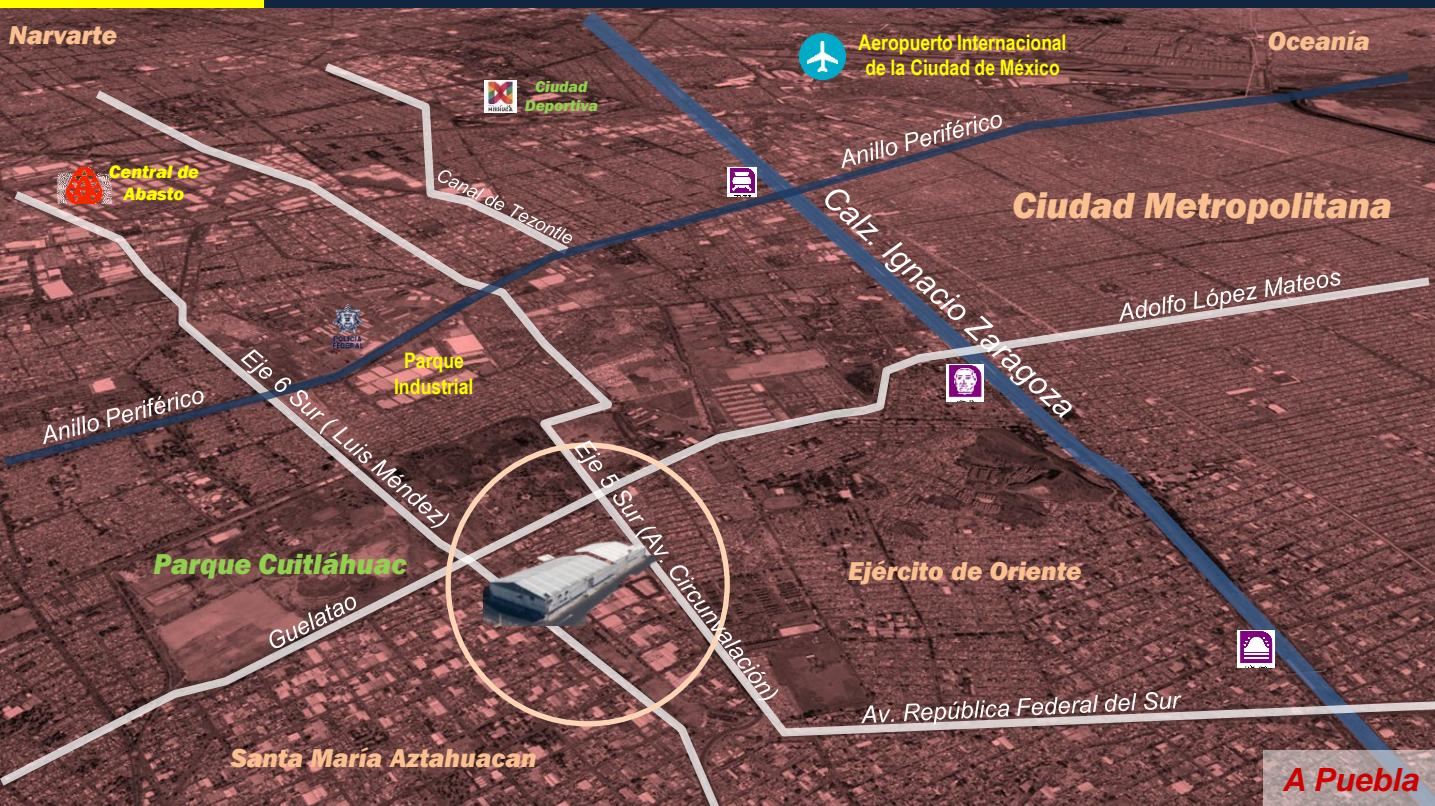 Narvarte
Aeropuerto Internacional
de la Ciudad de México
Oceanía
Ciudad
Deportiva
Anillo Periférico
Central de
Abasto
Canal de Tezontle
Ciudad Metropolitana
Calz. Ignacio Zaragoza
Adolfo López Mateos
POLICÍA
FEDERAL
Parque
Industrial
Eje 6 Sur ( Luis Méndez)
Anillo Periférico
Eje 5 Sur (Av. Circunvalación)
Parque Cuitláhuac
Ejército de Oriente
Guelatao
Av. República Federal del Sur
Santa María Aztahuacan
A Puebla